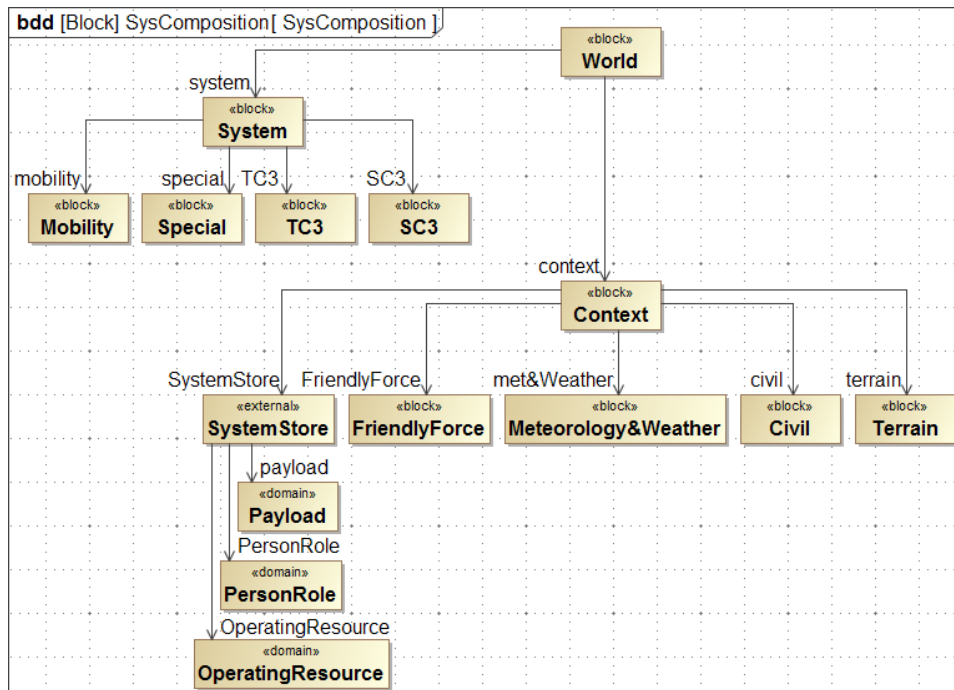 bdd [Block] SysComposition[ SysComposition ]
«block»
World
system
«block»
System
mobility
special
TC3
SC3
«block»
Mobility
«block»
Special
«block»
TC3
«block»
SC3
context
«block»
Context
SystemStore
FriendlyForce
met&Weather
civil
terrain
«external»
SystemStore
«block»
FriendlyForce
«block»
Meteorology&Weather
«block»
Civil
«block»
Terrain
payload
«domain»
Payload
PersonRole
«domain»
PersonRole
OperatingResource
«domain»
OperatingResource